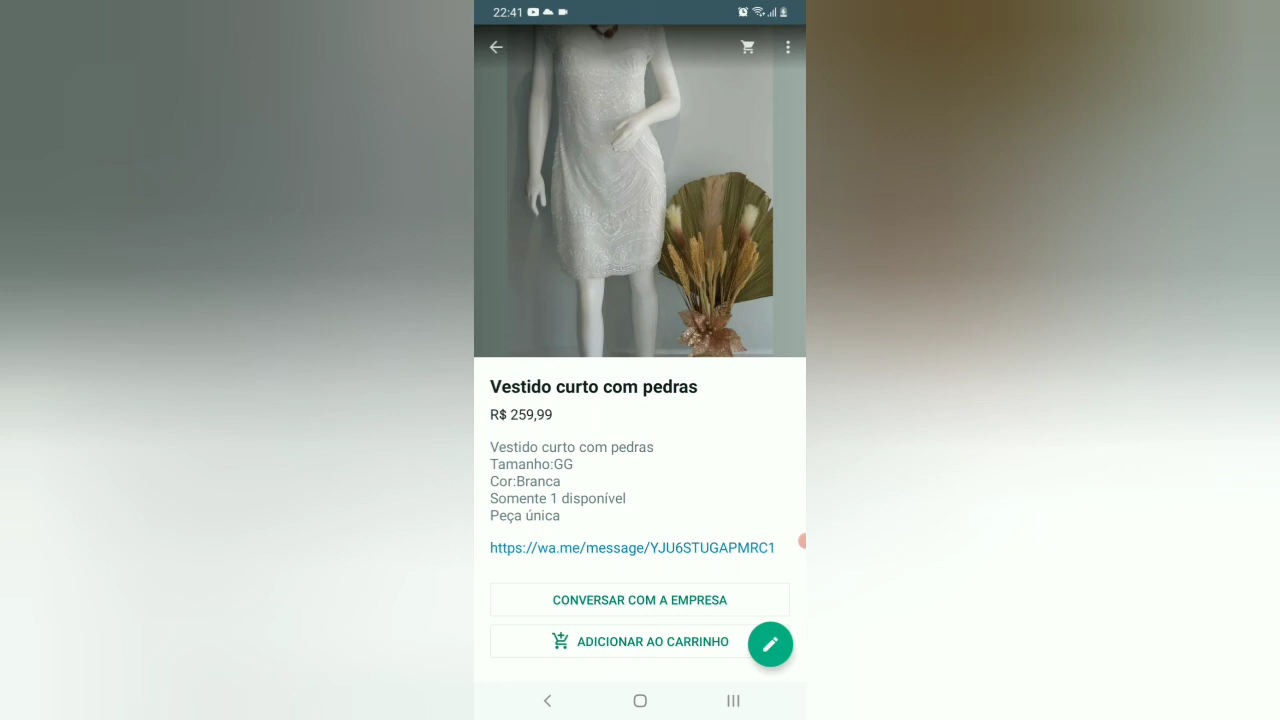 22:41
Vestido curto com pedras
R$ 259,99
Vestido curto com pedras
Tamanho:GG
Cor:Branca
Somente 1 disponível
Peça única
https://wa.me/message/YJU6STUGAPMRC1
CONVERSAR COM A EMPRESA
ADICIONAR AO CARRINHO